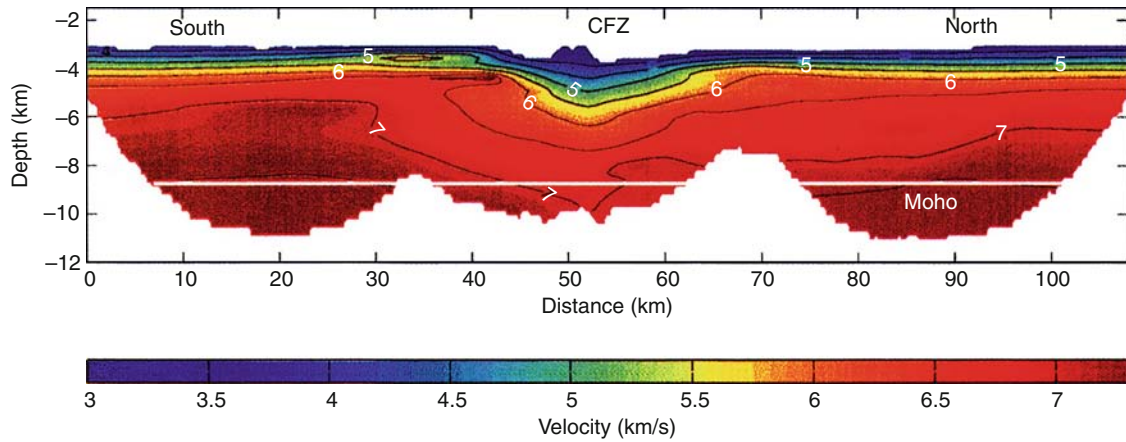 South CFZ North
−2
−4
−6
−8
−10
−12
Depth (km)
4 5 5 5
6 6 5 6 6
7 7
7
Moho
0 10 20 30 40 50 60 70 80 90 100
Distance (km)
3 3.5 4 4.5 5 5.5 6 6.5 7
Velocity (km/s)